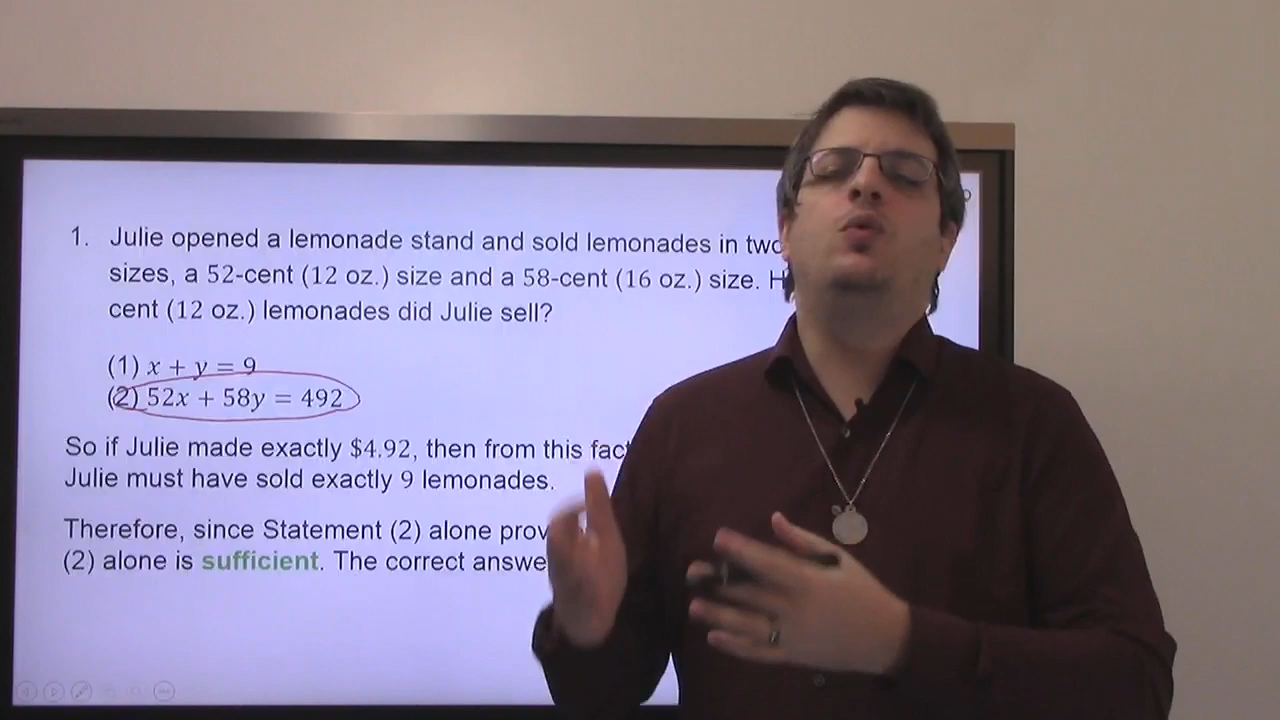 1. Julie opened a lemonade stand and sold lemonades in two
sizes, a 52-cent (12 oz.) size and a 58-cent (16 oz.) size.
cent (12 oz.) lemonades did Julie sell?
(1) x + y = 9
(2) 52x + 58y = 492
So if Julie made exactly $4.92, then from this fact
Julie must have sold exactly 9 lemonades.
Therefore, since Statement (2) alone
(2) alone is sufficient. The correct